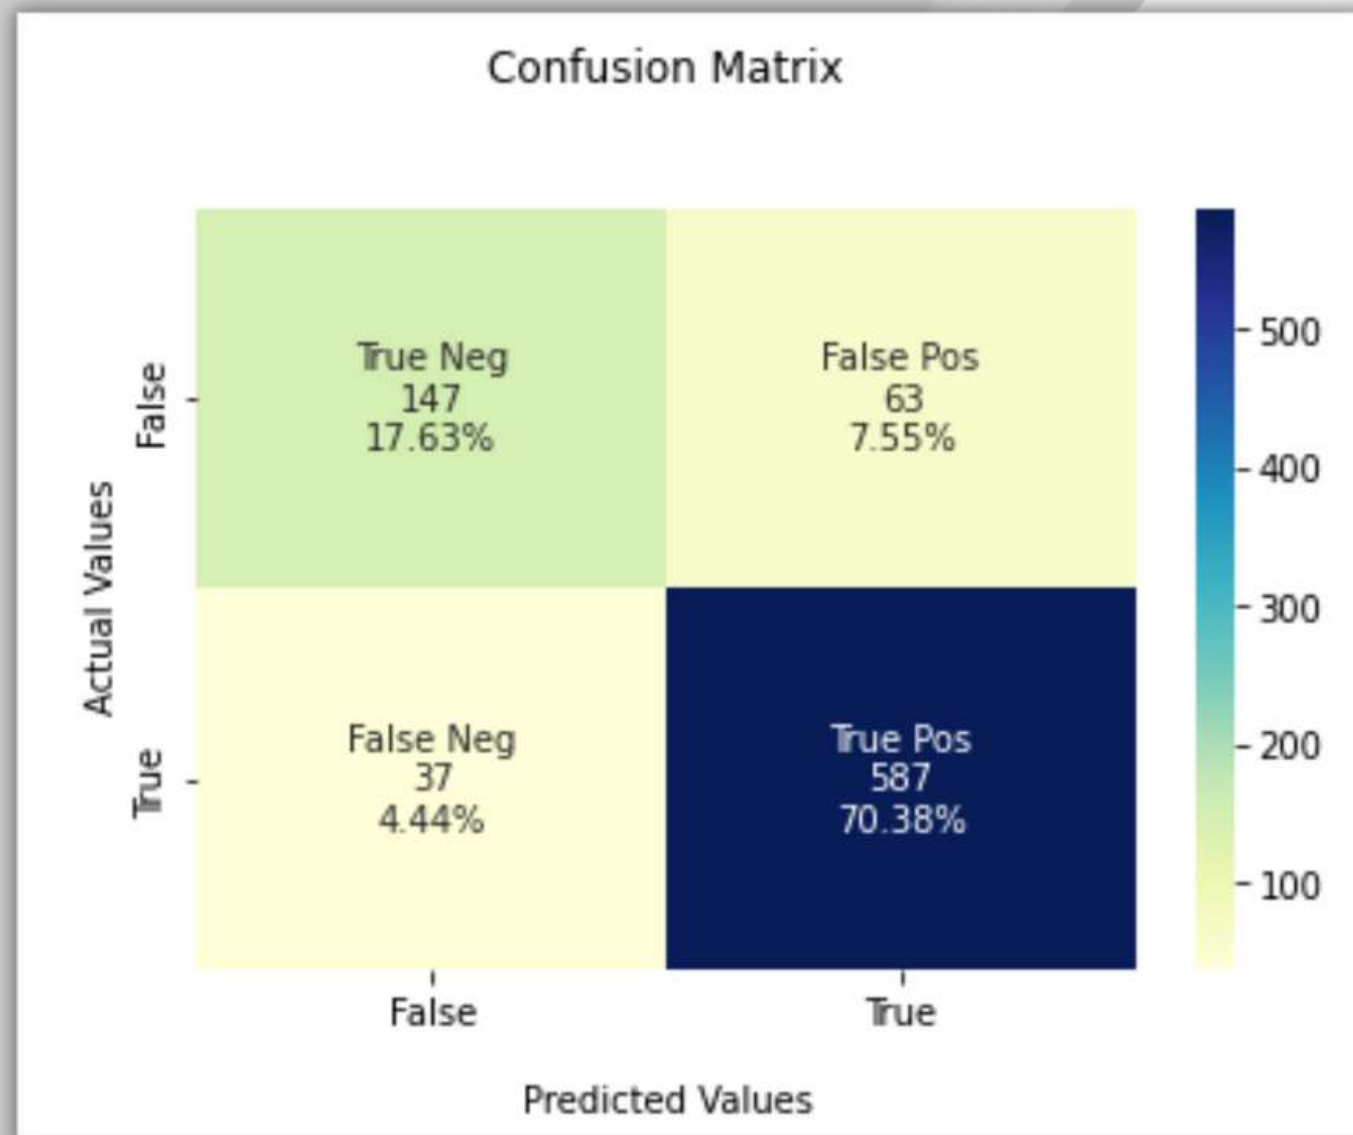 Confusion Matrix
True Neg
147
17.63%
False Pos
63
7.55%
False Neg
37
4.44%
True Pos
587
70.38%
Actual Values
False
True
False
True
Predicted Values
500
400
300
200
100